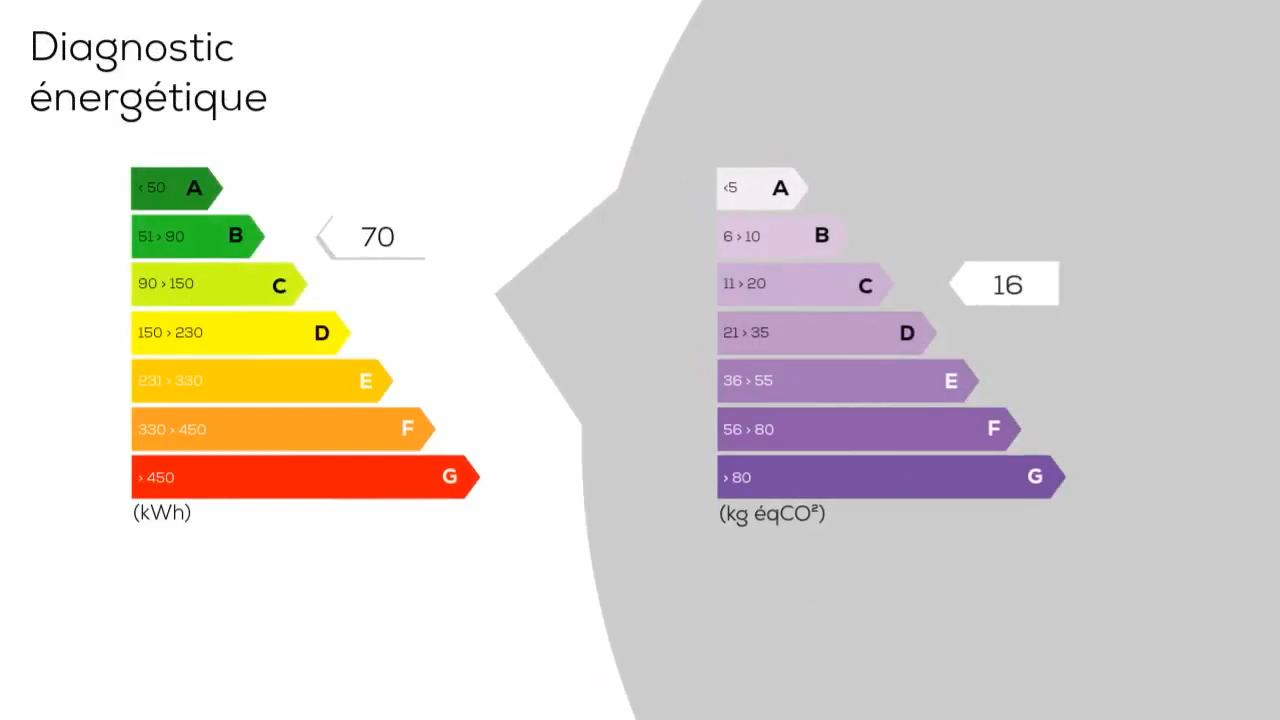 Diagnostic
énergétique
< 50 A
51 > 90 B
70
90 > 150 C
150 > 230 D
231 > 330 E
330 > 450 F
> 450 G
(kWh)
<5 A
6 > 10 B
11 > 20 C
16
21 > 35 D
36 > 55 E
56 > 80 F
> 80 G
(kg éqCO²)